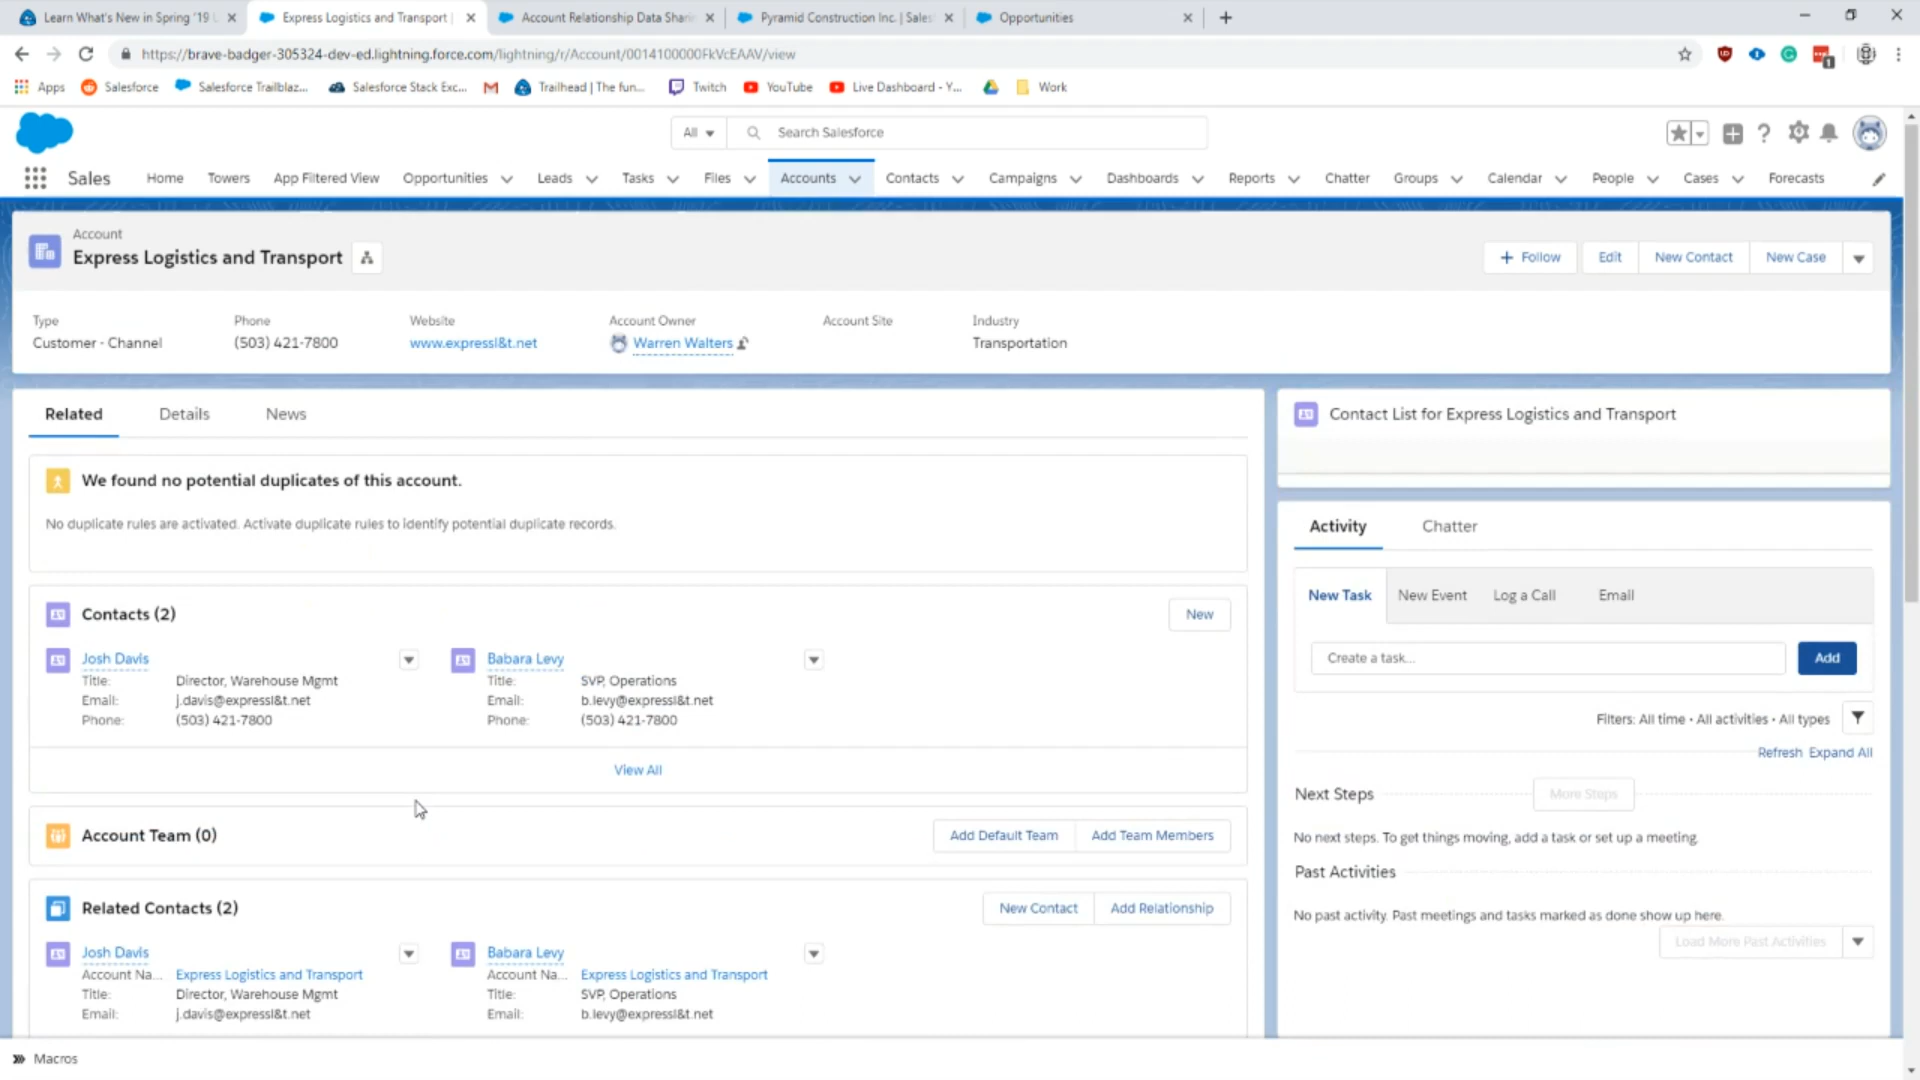 Learn What's New in Spring '19
Express Logistics and Transport |
Account Relationship Data Shari
Pyramid Construction Inc. | Sales
Opportunities
https://brave-badger-305324-dev-ed.lightning.force.com/lightning/r/Account/0014100000FkVcEAAV/view
Apps
Salesforce
Salesforce Trailblaz...
Salesforce Stack Exc...
Trailhead | The fun...
Twitch
YouTube
Live Dashboard - Y...
Work
All
Search Salesforce
Sales
Home
Towers
App Filtered View
Opportunities
Leads
Tasks
Files
Accounts
Contacts
Campaigns
Dashboards
Reports
Chatter
Groups
Calendar
People
Cases
Forecasts
Account
Express Logistics and Transport
+ Follow
Edit
New Contact
New Case
Type
Phone
Website
Account Owner
Account Site
Industry
Customer - Channel
(503) 421-7800
www.expressl&t.net
Warren Walters
Transportation
Related
Details
News
We found no potential duplicates of this account.
No duplicate rules are activated. Activate duplicate rules to identify potential duplicate records.
Contacts (2)
New
Josh Davis
Title: Director, Warehouse Mgmt
Email: j.davis@expressl&t.net
Phone: (503) 421-7800
Babara Levy
Title: SVP, Operations
Email: b.levy@expressl&t.net
Phone: (503) 421-7800
View All
Account Team (0)
Add Default Team
Add Team Members
Related Contacts (2)
New Contact
Add Relationship
Josh Davis
Account Na... Express Logistics and Transport
Title: Director, Warehouse Mgmt
Email: j.davis@expressl&t.net
Babara Levy
Account Na... Express Logistics and Transport
Title: SVP, Operations
Email: b.levy@expressl&t.net
Contact List for Express Logistics and Transport
Activity
Chatter
New Task
New Event
Log a Call
Email
Create a task...
Add
Filters: All time • All activities • All types
Refresh Expand All
Next Steps
More Steps
No next steps. To get things moving, add a task or set up a meeting.
Past Activities
No past activity. Past meetings and tasks marked as done show up here.
Load More Past Activities
Macros